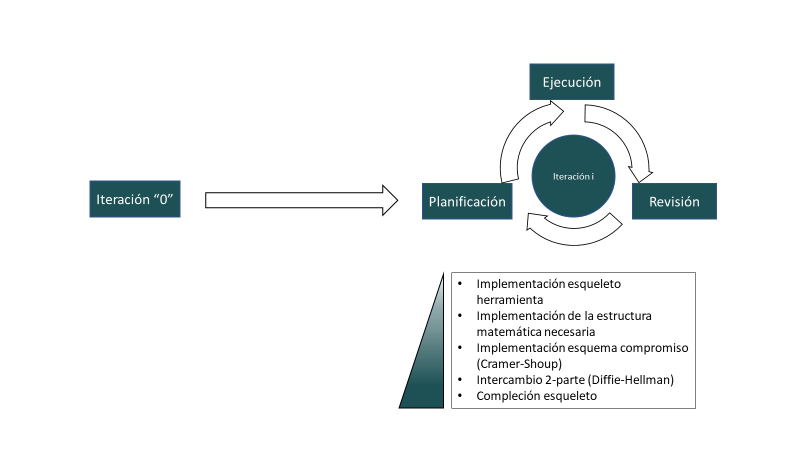 Ejecución
Iteración i
Iteración “0”
Planificación
Revisión
• Implementación esqueleto
herramienta
• Implementación de la estructura
matemática necesaria
• Implementación esquema compromiso
(Cramer-Shoup)
• Intercambio 2-parte (Diffie-Hellman)
• Compleción esqueleto